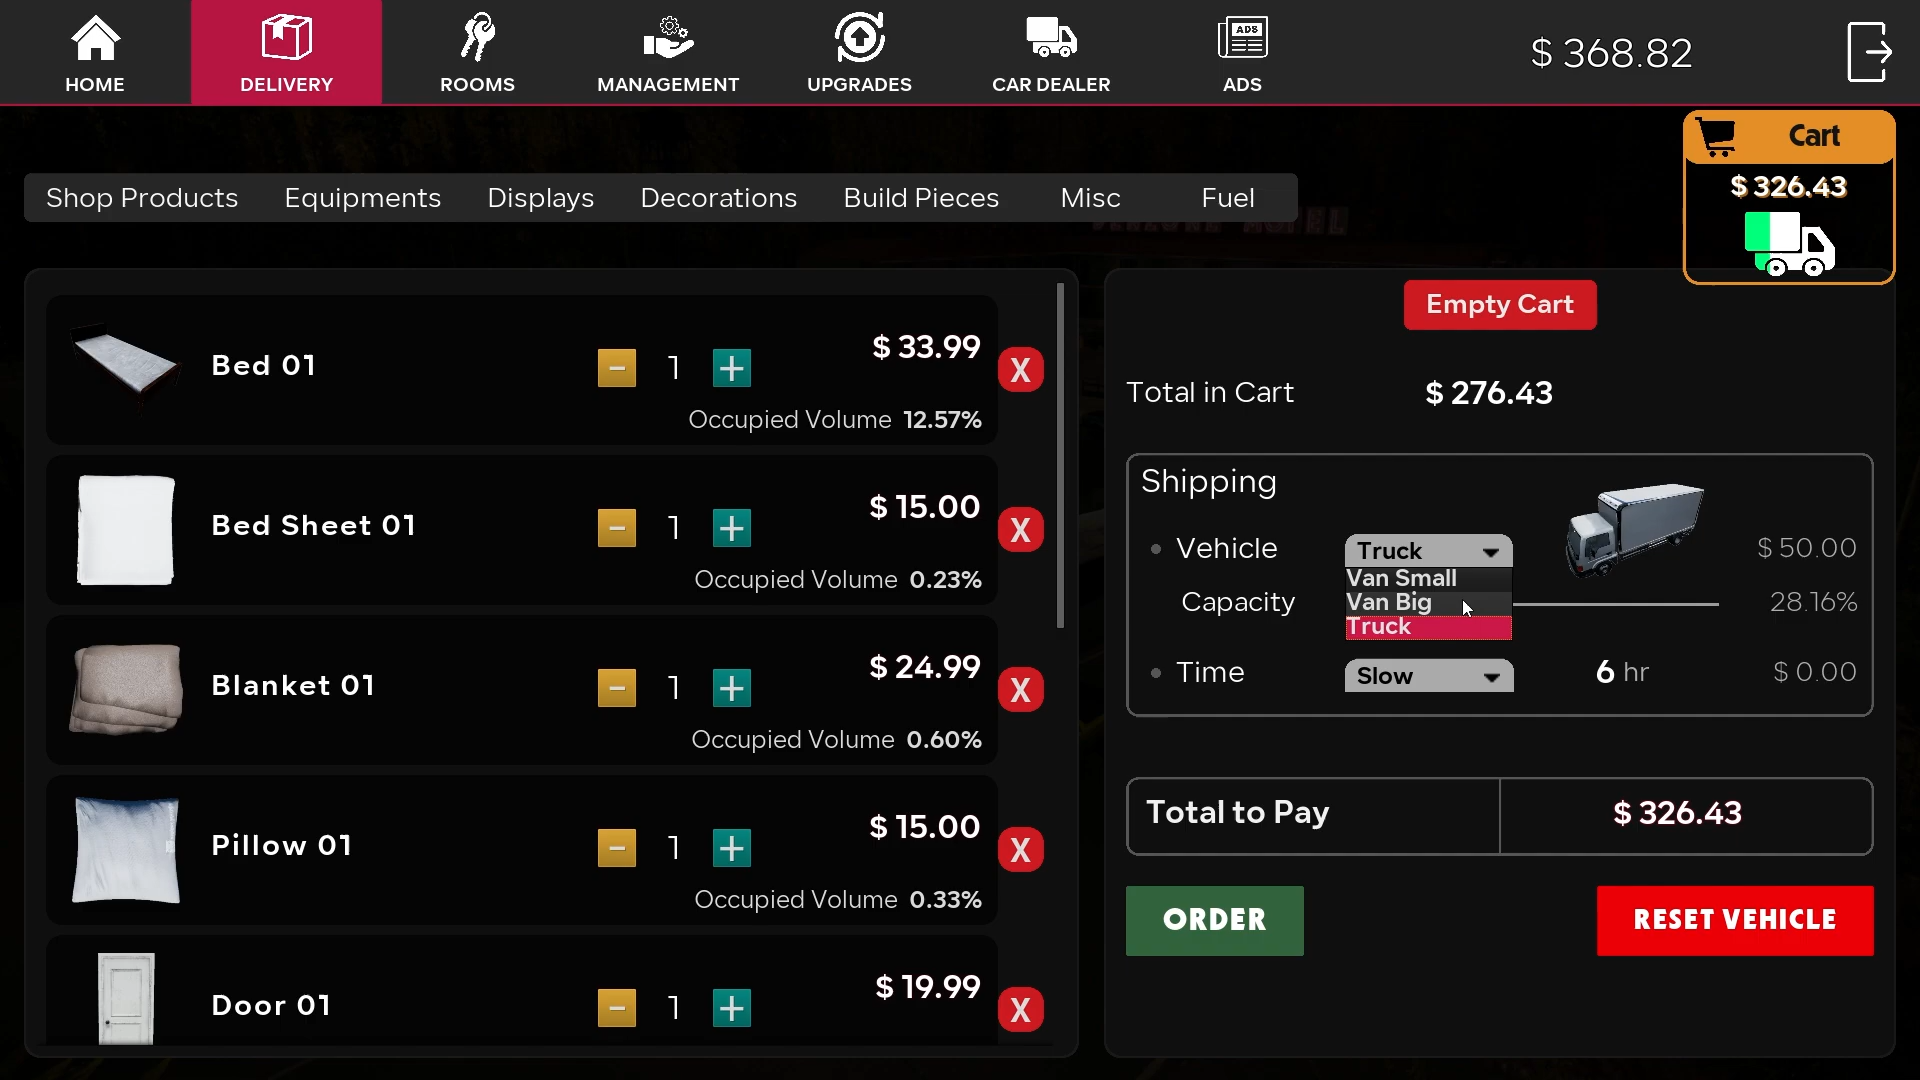 HOME
DELIVERY
ROOMS
MANAGEMENT
UPGRADES
CAR DEALER
ADS
ADS
$ 368.82
Cart
$ 326.43
Shop Products
Equipments
Displays
Decorations
Build Pieces
Misc
Fuel
Bed 01
- 1 +
$ 33.99
X
Occupied Volume 12.57%
Bed Sheet 01
- 1 +
$ 15.00
X
Occupied Volume 0.23%
Blanket 01
- 1 +
$ 24.99
X
Occupied Volume 0.60%
Pillow 01
- 1 +
$ 15.00
X
Occupied Volume 0.33%
Door 01
- 1 +
$ 19.99
X
Empty Cart
Total in Cart $ 276.43
Shipping
Vehicle Truck $ 50.00
Van Small
Van Big
Truck
Capacity 28.16%
Time Slow 6 hr $ 0.00
Total to Pay $ 326.43
ORDER
RESET VEHICLE